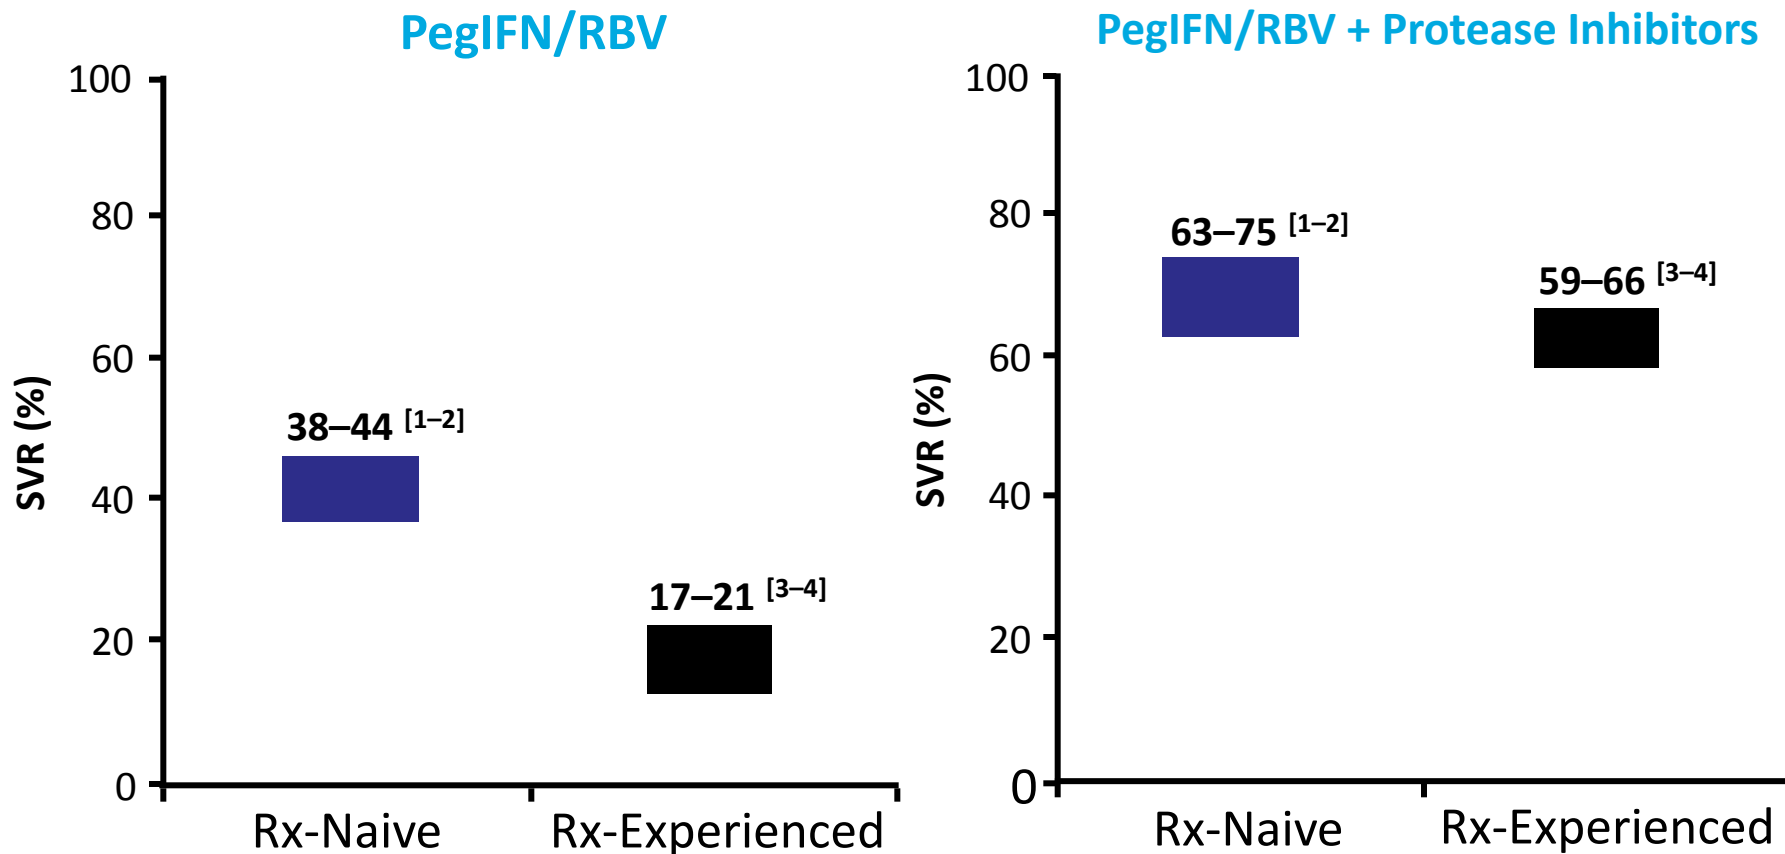 PegIFN/RBV
100
80
60
40
20
0
SVR (%)
38–44 [1–2]
17–21 [3–4]
Rx-Naive
Rx-Experienced
PegIFN/RBV + Protease Inhibitors
100
80
60
40
20
0
SVR (%)
63–75 [1–2]
59–66 [3–4]
Rx-Naive
Rx-Experienced